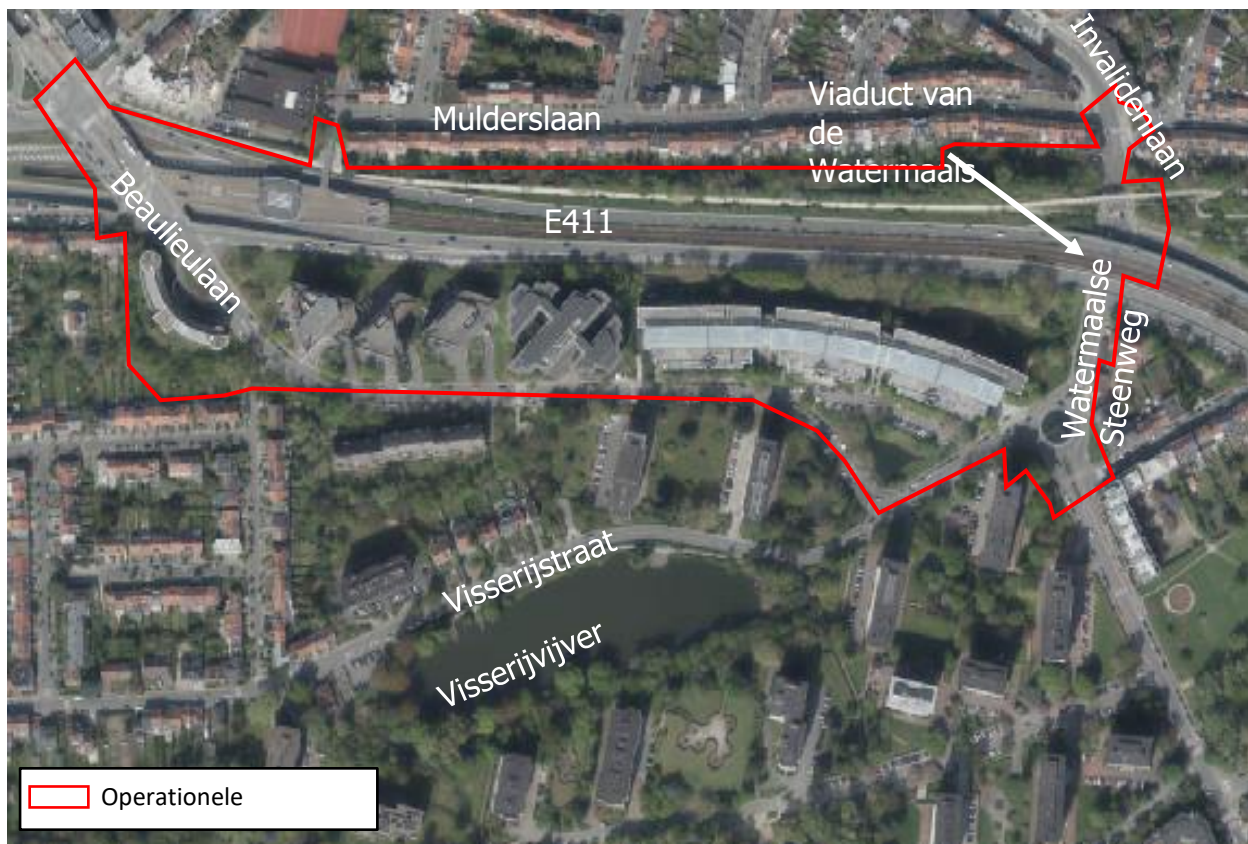 Invalidenlaan
Viaduct van
de
Watermaals
Mulderslaan
Beaulieulaan
E411
Watermaalse
Steenweg
Visserijstraat
Visserijvijver
Operationele